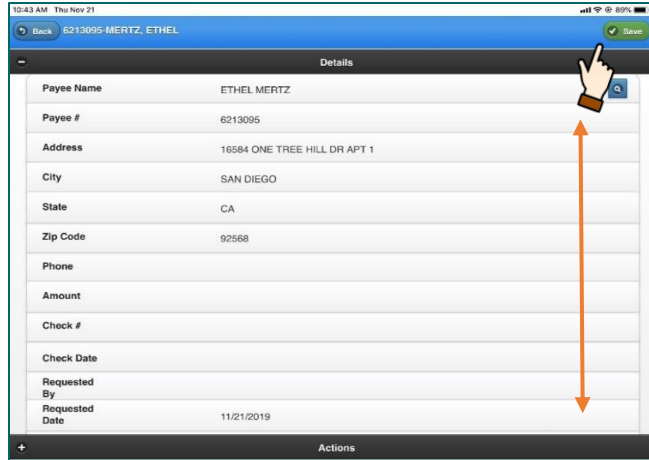 10:43 AM Thu Nov 21 89%
Back 6213095-MERTZ, ETHEL Save
Details
Payee Name ETHEL MERTZ
Payee # 6213095
Address 16584 ONE TREE HILL DR APT 1
City SAN DIEGO
State CA
Zip Code 92568
Phone
Amount
Check #
Check Date
Requested
By
Requested
Date 11/21/2019
Actions